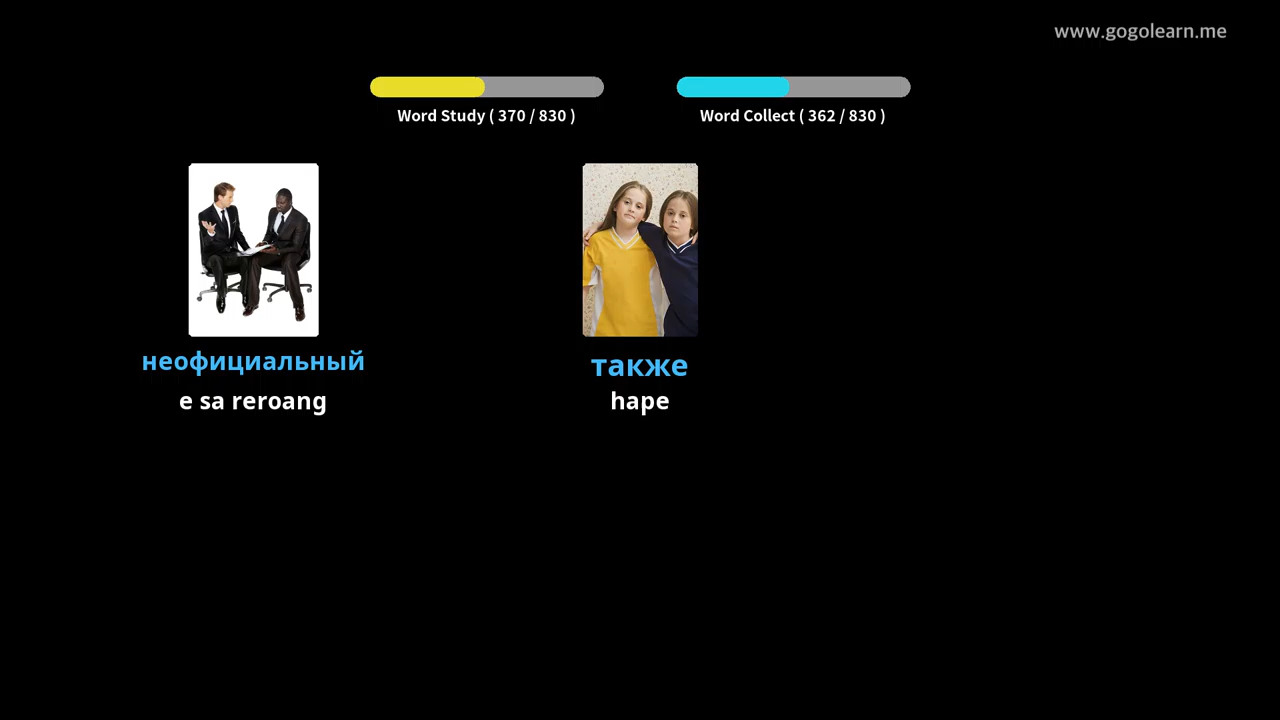 www.gogolearn.me
Word Study ( 370 / 830 )
Word Collect ( 362 / 830 )
неофициальный
e sa reroang
также
hape